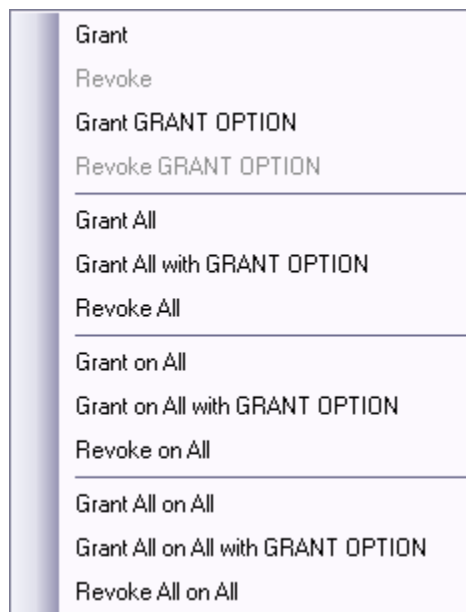 Grant
Revoke
Grant GRANT OPTION
Revoke GRANT OPTION
Grant All
Grant All with GRANT OPTION
Revoke All
Grant on All
Grant on All with GRANT OPTION
Revoke on All
Grant All on All
Grant All on All with GRANT OPTION
Revoke All on All